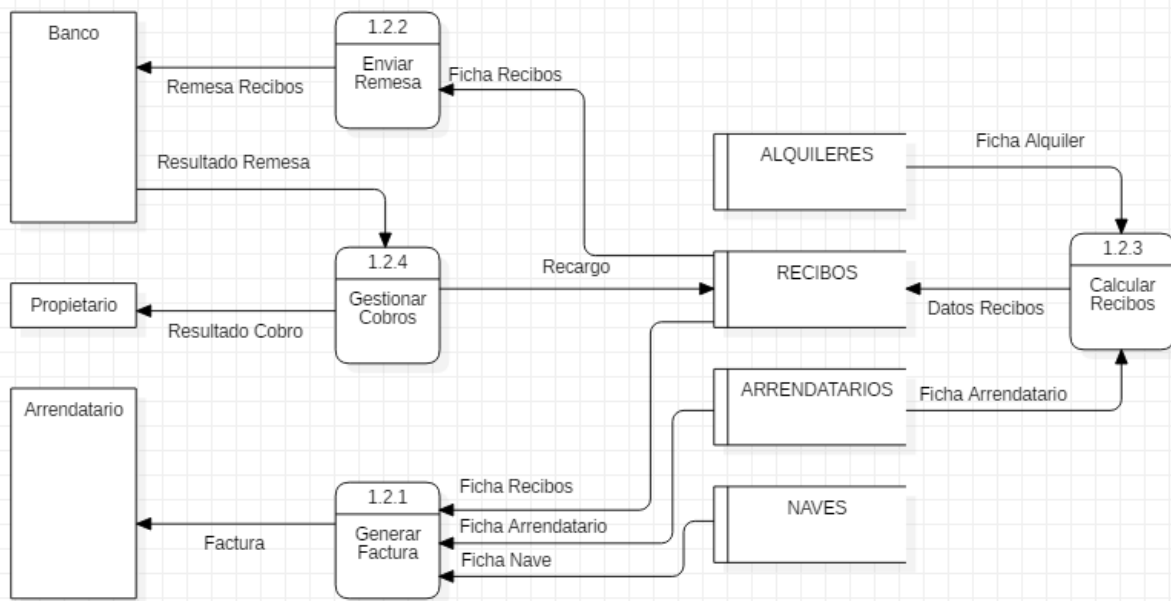 Banco
1.2.2
Enviar
Remesa
Ficha Recibos
Remesa Recibos
Resultado Remesa
ALQUILERES
Ficha Alquiler
1.2.4
Gestionar
Cobros
Recargo
RECIBOS
1.2.3
Calcular
Recibos
Datos Recibos
Propietario
Resultado Cobro
ARRENDATARIOS
Ficha Arrendatario
Arrendatario
1.2.1
Generar
Factura
Ficha Recibos
Ficha Arrendatario
Ficha Nave
NAVES
Factura